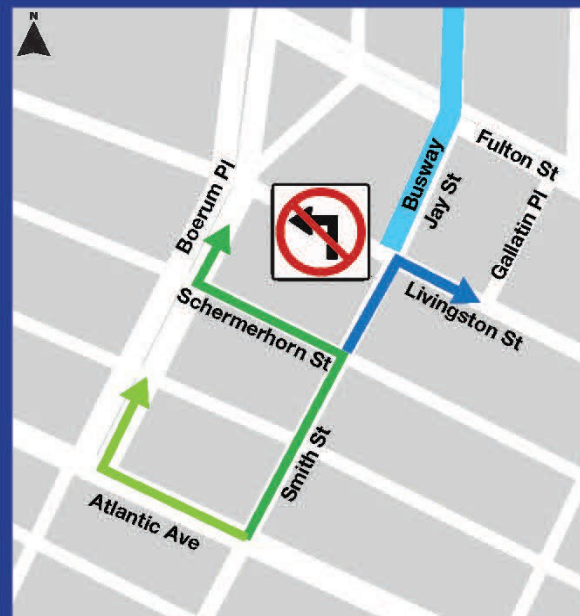 N
Fulton St
Busway
Jay St
Gallatin Pl
Boerum Pl
Livingston St
Schermerhorn St
Smith St
Atlantic Ave